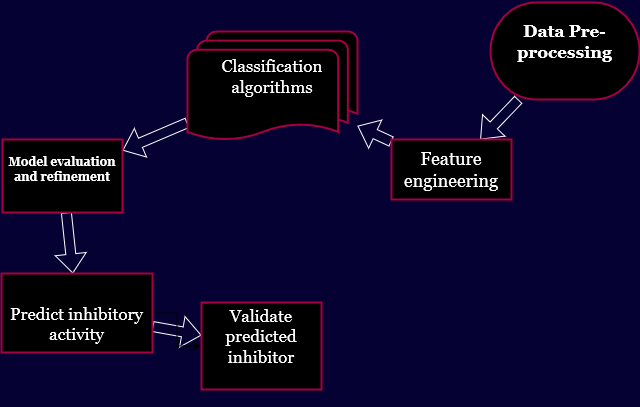 Data Pre-
processing
Feature
engineering
Classification
algorithms
Model evaluation
and refinement
Predict inhibitory
activity
Validate
predicted
inhibitor